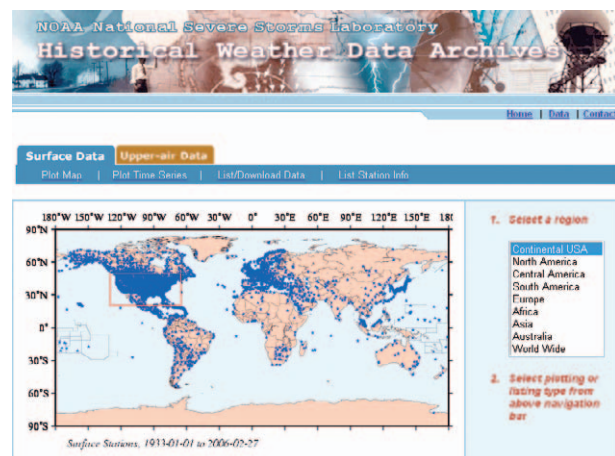 NOAA National Severe Storms Laboratory
Historical Weather Data Archives
Home | Data | Contac
Surface Data Upper-air Data
Plot Map | Plot Time Series | List/Download Data | List Station Info
180°W 150°W 120°W 90°W 60°W 30°W 0° 30°E 60°E 90°E 120°E 150°E 18
90°N
60°N
30°N
0°
30°S
60°S
90°S
Surface Stations, 1933-01-01 to 2006-02-27
1. Select a region
Continental USA
North America
Central America
South America
Europe
Africa
Asia
Australia
World Wide
2. Select plotting or
listing type from
above navigation
bar